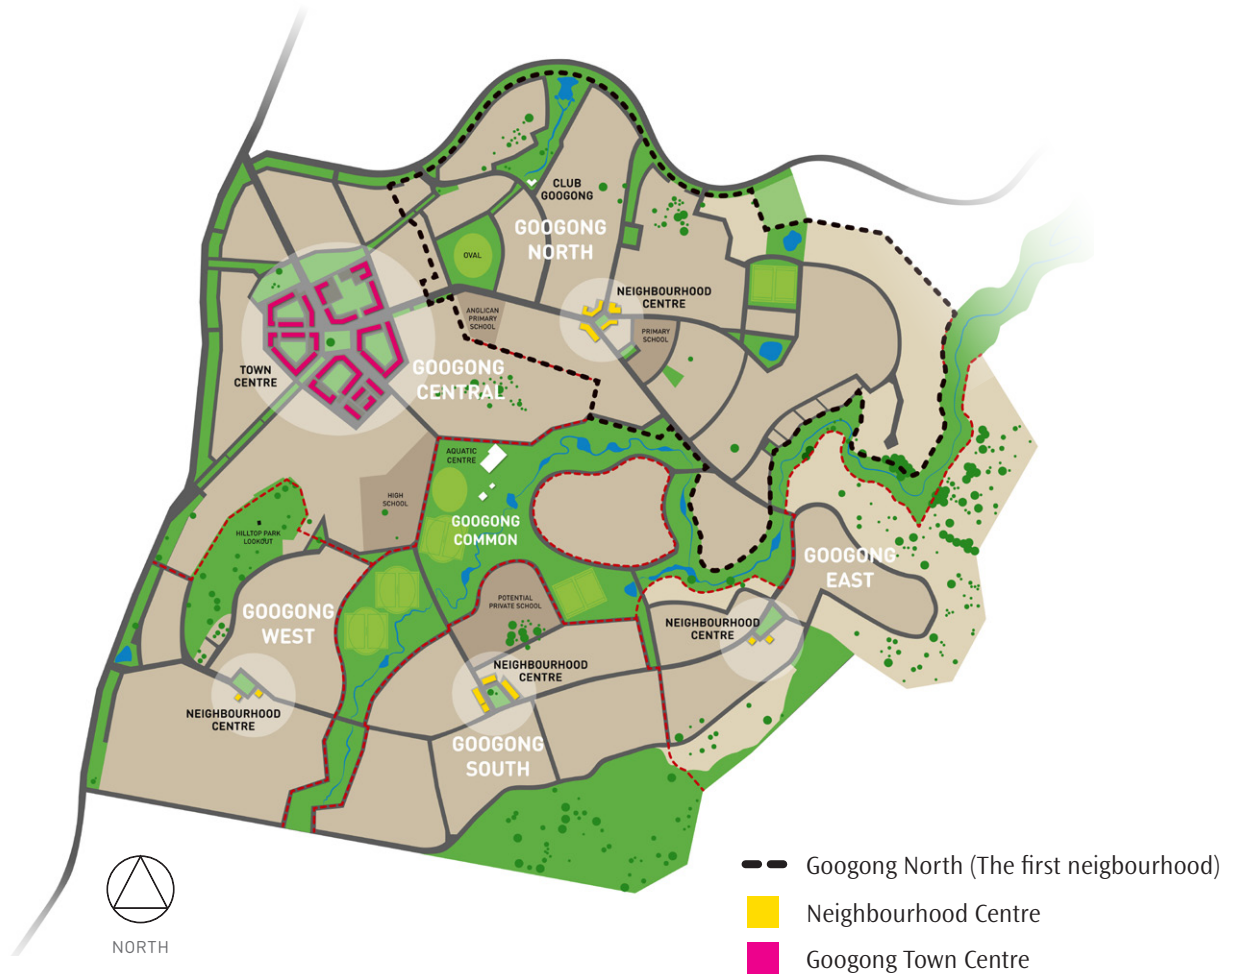 CLUB
GOOGONG
GOOGONG
NORTH
OVAL
NEIGHBOURHOOD
CENTRE
ANGLICAN
PRIMARY
SCHOOL
PRIMARY
SCHOOL
TOWN
CENTRE
GOOGONG
CENTRAL
AQUATIC
CENTRE
HIGH
SCHOOL
GOOGONG
COMMON
HILLTOP PARK
LOOKOUT
GOOGONG
EAST
POTENTIAL
PRIVATE SCHOOL
GOOGONG
WEST
NEIGHBOURHOOD
CENTRE
NEIGHBOURHOOD
CENTRE
NEIGHBOURHOOD
CENTRE
GOOGONG
SOUTH
NORTH
Googong North (The first neigbourhood)
Neighbourhood Centre
Googong Town Centre